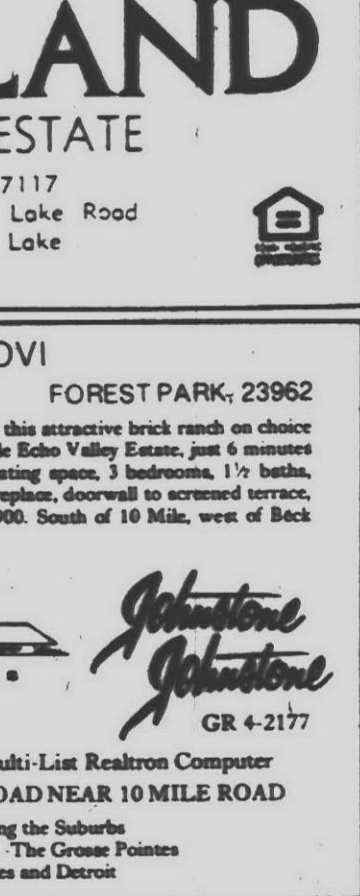 LAND
ESTATE
7117
Lake Road
Lake
OVI
FOREST PARK, 23962
this attractive brick ranch on choice
le Echo Valley Estate, just 6 minutes
ating space, 3 bedrooms, 1½ baths,
replace, doorwall to screened terrace,
900. South of 10 Mile, west of Beck
Johnstone
Johnstone
GR 4-2177
ulti-List Realtron Computer
OAD NEAR 10 MILE ROAD
ng the Suburbs
-The Grosse Pointes
es and Detroit